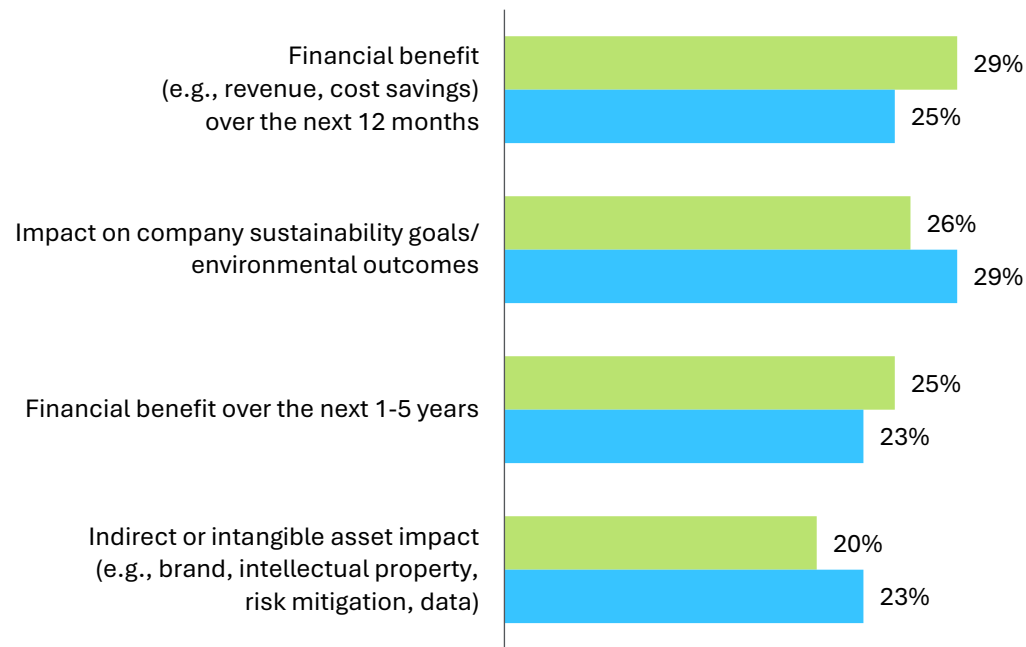 Financial benefit
(e.g., revenue, cost savings)
over the next 12 months
29%
25%
Impact on company sustainability goals/
environmental outcomes
26%
29%
Financial benefit over the next 1-5 years
25%
23%
Indirect or intangible asset impact
(e.g., brand, intellectual property,
risk mitigation, data)
20%
23%